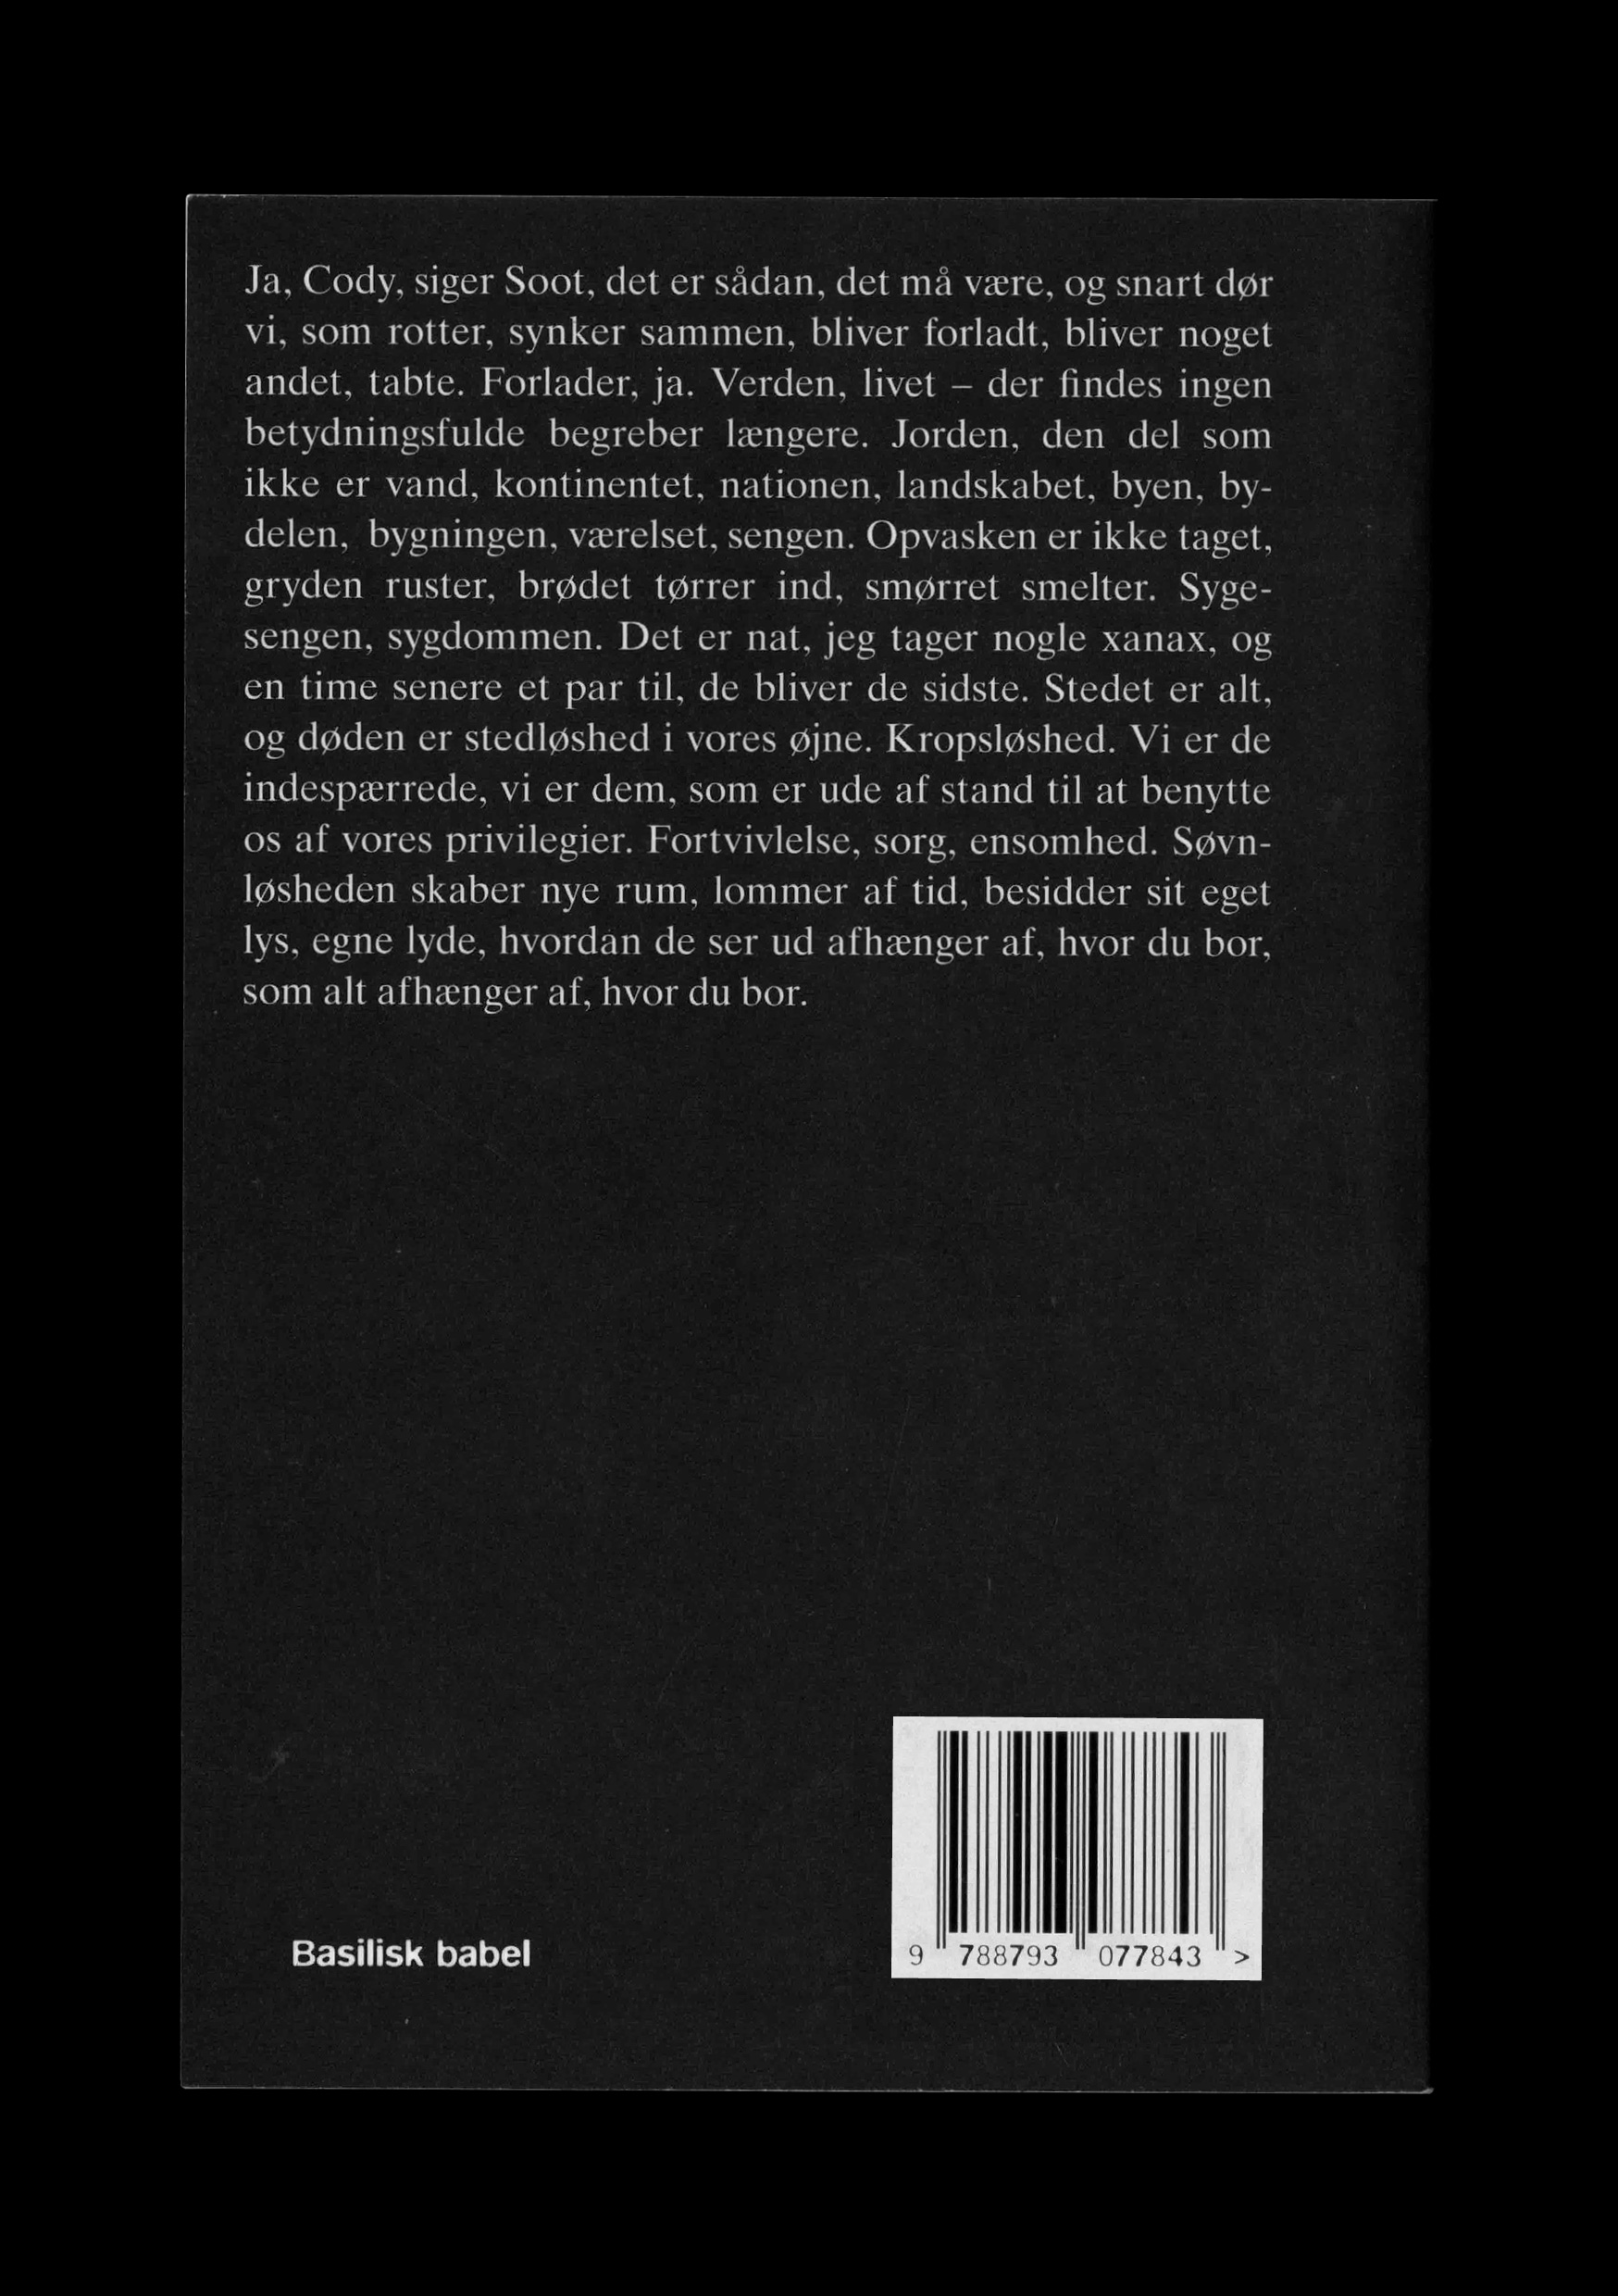 Ja, Cody, siger Soot, det er sådan, det må være, og snart dør
vi, som rotter, synker sammen, bliver forladt, bliver noget
andet, tabte. Forlader, ja. Verden, livet – der findes ingen
betydningsfulde begreber længere. Jorden, den del som
ikke er vand, kontinentet, nationen, landskabet, byen, by-
delen, bygningen, værelset, sengen. Opvasken er ikke taget,
gryden ruster, brødet tørrer ind, smørret smelter. Syge-
sengen, sygdommen. Det er nat, jeg tager nogle xanax, og
en time senere et par til, de bliver de sidste. Stedet er alt,
og døden er stedløshed i vores øjne. Kropsløshed. Vi er de
indespærrede, vi er dem, som er ude af stand til at benytte
os af vores privilegier. Fortvivlelse, sorg, ensomhed. Søvn-
løsheden skaber nye rum, lommer af tid, besidder sit eget
lys, egne lyde, hvordan de ser ud afhænger af, hvor du bor,
som alt afhænger af, hvor du bor.
Basilisk babel
9 788793 077843 >